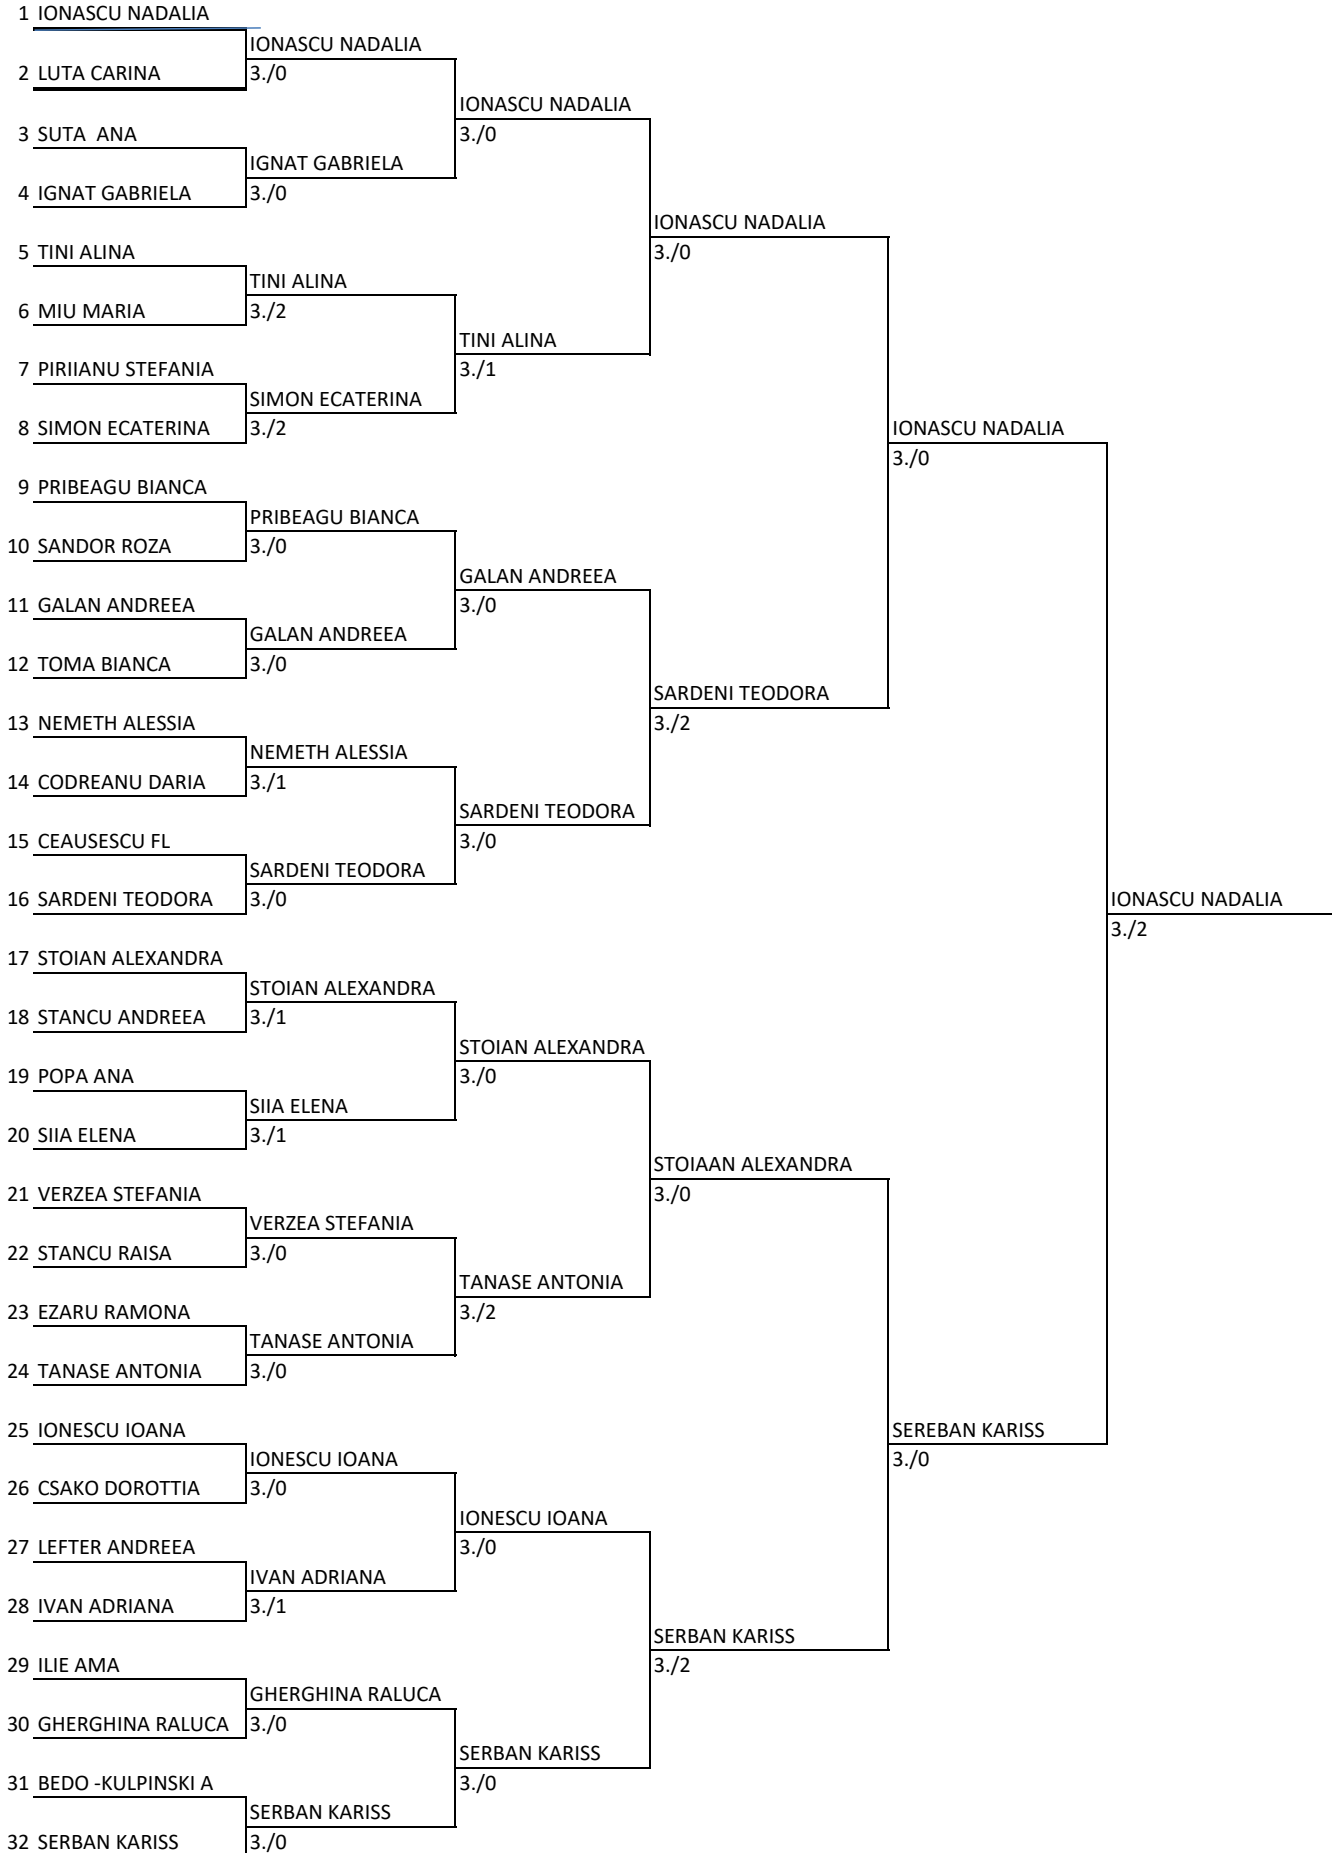 1 IONASCU NADALIA
IONASCU NADALIA
2 LUTA CARINA 3./0
IONASCU NADALIA
3 SUTA  ANA 3./0
IGNAT GABRIELA
4 IGNAT GABRIELA 3./0
IONASCU NADALIA
5 TINI ALINA 3./0
TINI ALINA
6 MIU MARIA 3./2
TINI ALINA
7 PIRIIANU STEFANIA 3./1
SIMON ECATERINA
8 SIMON ECATERINA 3./2 IONASCU NADALIA
3./0
9 PRIBEAGU BIANCA
PRIBEAGU BIANCA
10 SANDOR ROZA 3./0
GALAN ANDREEA
11 GALAN ANDREEA 3./0
GALAN ANDREEA
12 TOMA BIANCA 3./0
SARDENI TEODORA
13 NEMETH ALESSIA 3./2
NEMETH ALESSIA
14 CODREANU DARIA 3./1
SARDENI TEODORA
15 CEAUSESCU FL 3./0
SARDENI TEODORA
16 SARDENI TEODORA 3./0 IONASCU NADALIA
3./2
17 STOIAN ALEXANDRA
STOIAN ALEXANDRA
18 STANCU ANDREEA 3./1
STOIAN ALEXANDRA
19 POPA ANA 3./0
SIIA ELENA
20 SIIA ELENA 3./1
STOIAAN ALEXANDRA
21 VERZEA STEFANIA 3./0
VERZEA STEFANIA
22 STANCU RAISA 3./0
TANASE ANTONIA
23 EZARU RAMONA 3./2
TANASE ANTONIA
24 TANASE ANTONIA 3./0
25 IONESCU IOANA SEREBAN KARISS
IONESCU IOANA 3./0
26 CSAKO DOROTTIA 3./0
IONESCU IOANA
27 LEFTER ANDREEA 3./0
IVAN ADRIANA
28 IVAN ADRIANA 3./1
SERBAN KARISS
29 ILIE AMA 3./2
GHERGHINA RALUCA
30 GHERGHINA RALUCA 3./0
SERBAN KARISS
31 BEDO -KULPINSKI A 3./0
SERBAN KARISS
32 SERBAN KARISS 3./0